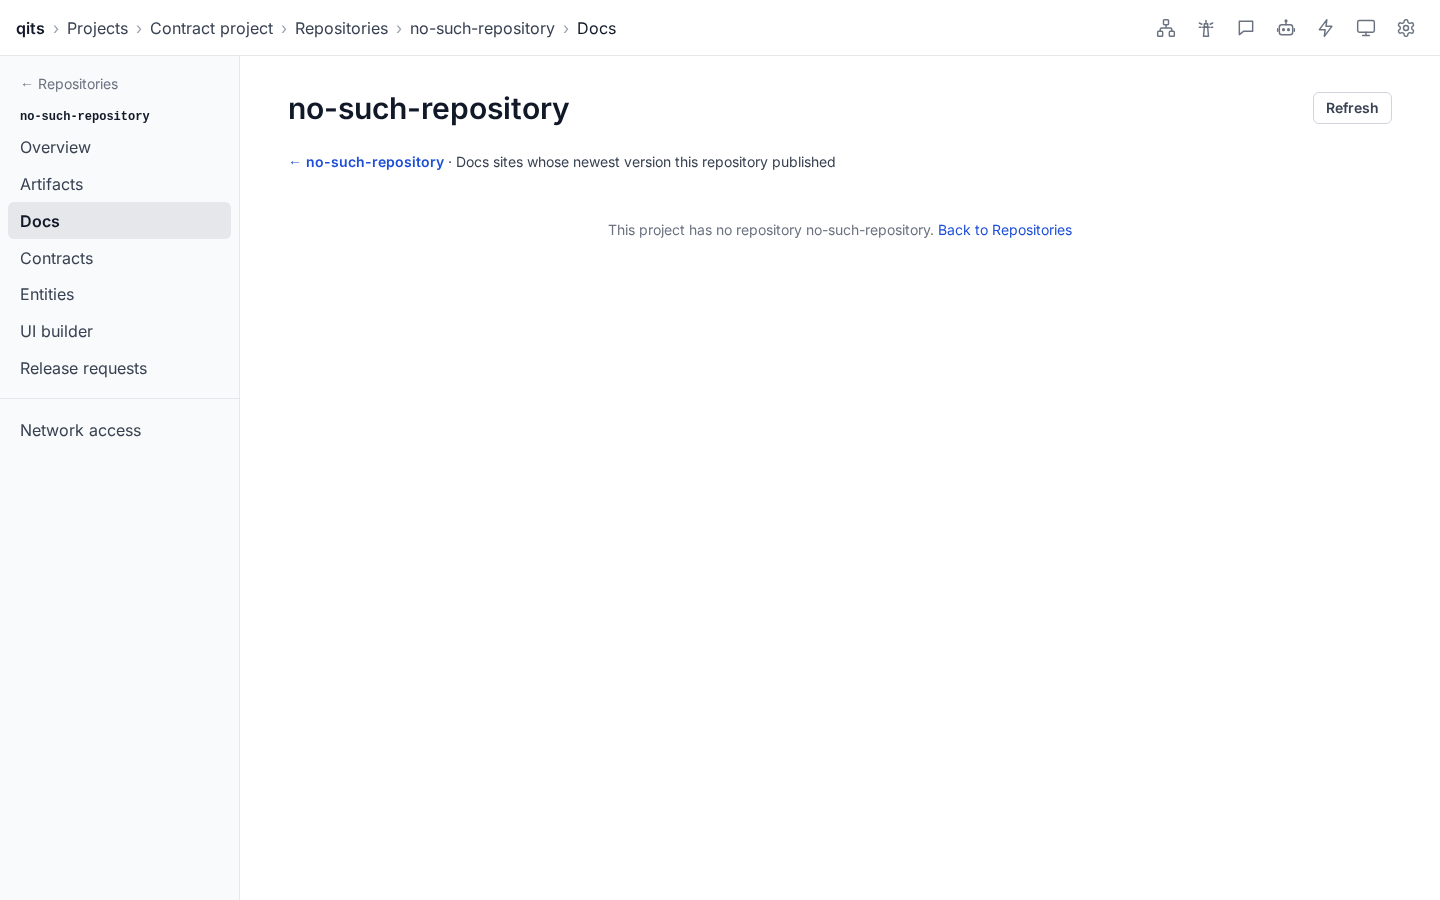 qits › Projects › Contract project › Repositories › no-such-repository › Docs
← Repositories
no-such-repository
Overview
Artifacts
Docs
Contracts
Entities
UI builder
Release requests
Network access
no-such-repository
Refresh
← no-such-repository · Docs sites whose newest version this repository published
This project has no repository no-such-repository. Back to Repositories